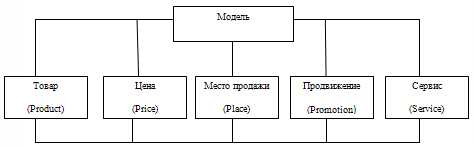 Модель
Товар
(Product)
Цена
(Price)
Место продажи
(Place)
Продвижение
(Promotion)
Сервис
(Service)